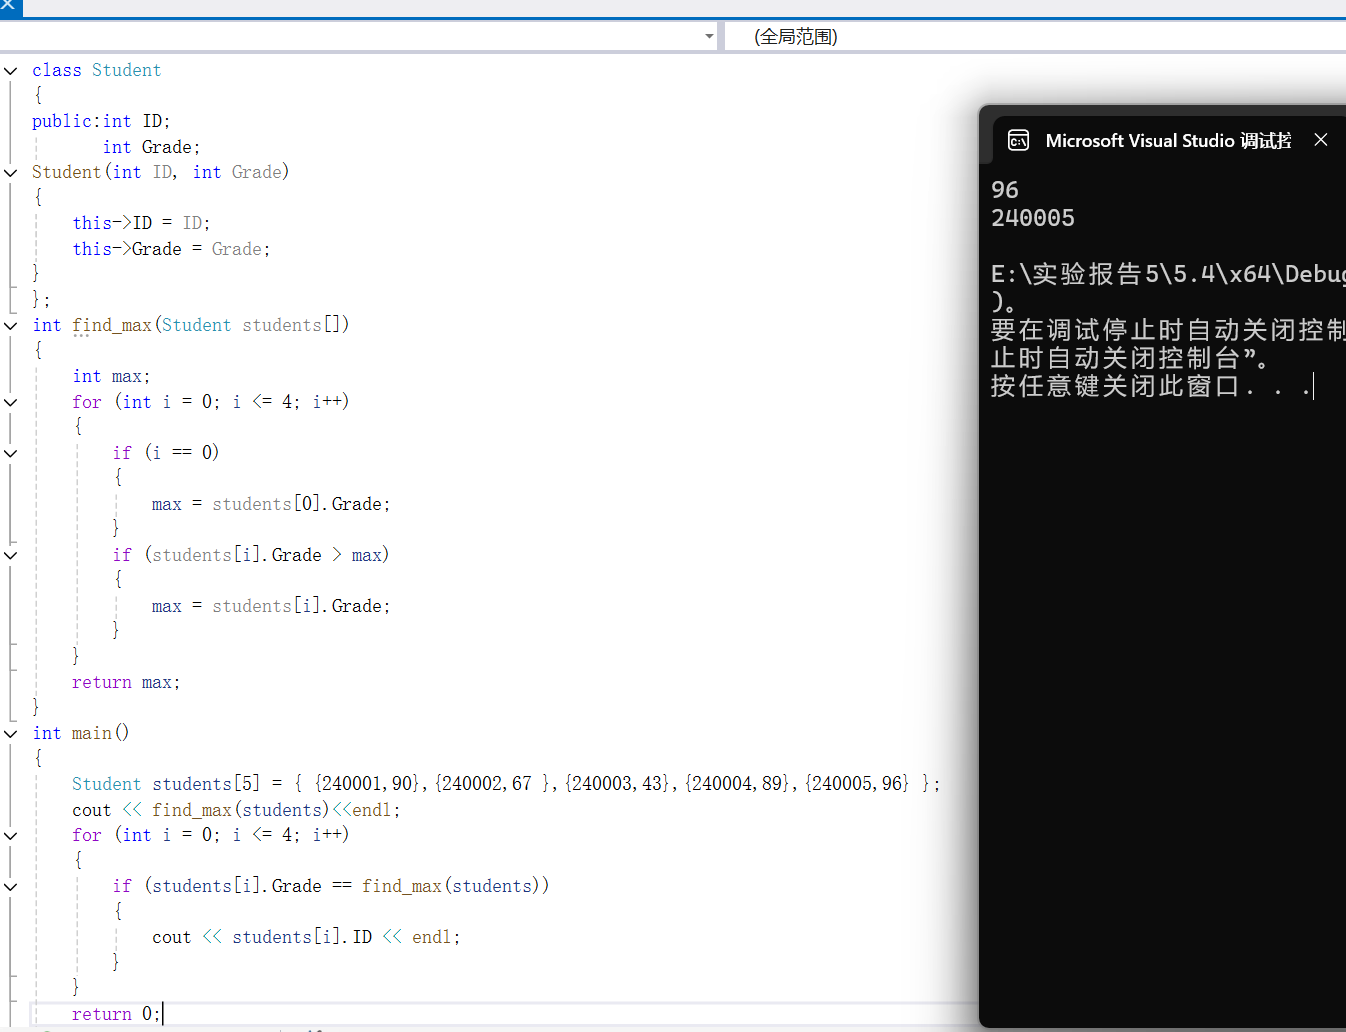 (全局范围)
class Student
{
public:int ID;
int Grade;
Student(int ID, int Grade)
{
this->ID = ID;
this->Grade = Grade;
}
};
int find_max(Student students[])
{
int max;
for (int i = 0; i <= 4; i++)
{
if (i == 0)
{
max = students[0].Grade;
}
if (students[i].Grade > max)
{
max = students[i].Grade;
}
}
return max;
}
int main()
{
Student students[5] = { {240001,90},{240002,67 },{240003,43},{240004,89},{240005,96} };
cout << find_max(students)<<endl;
for (int i = 0; i <= 4; i++)
{
if (students[i].Grade == find_max(students))
{
cout << students[i].ID << endl;
}
}
return 0;
Microsoft Visual Studio 调试控
96
240005
E:\实验报告5\5.4\x64\Debug
)。
要在调试停止时自动关闭控制
止时自动关闭控制台”。
按任意键关闭此窗口. . .